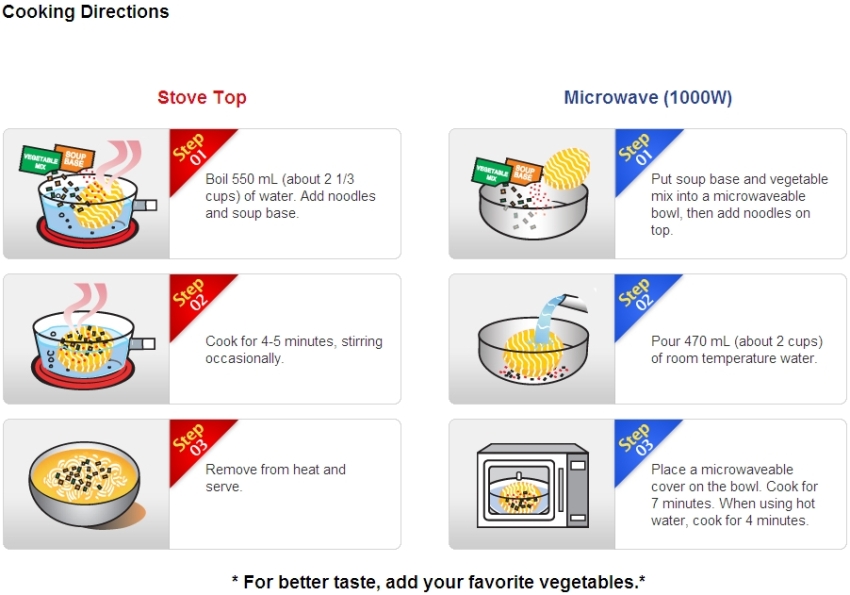 Cooking Directions
Stove Top
VEGETABLE
MIX
SOUP
BASE
Step
01
Boil 550 mL (about 2 1/3
cups) of water. Add noodles
and soup base.
Step
02
Cook for 4-5 minutes, stirring
occasionally.
Step
03
Remove from heat and
serve.
Microwave (1000W)
VEGETABLE
MIX
SOUP
BASE
Step
01
Put soup base and vegetable
mix into a microwaveable
bowl, then add noodles on
top.
Step
02
Pour 470 mL (about 2 cups)
of room temperature water.
Step
03
Place a microwaveable
cover on the bowl. Cook for
7 minutes. When using hot
water, cook for 4 minutes.
* For better taste, add your favorite vegetables.*